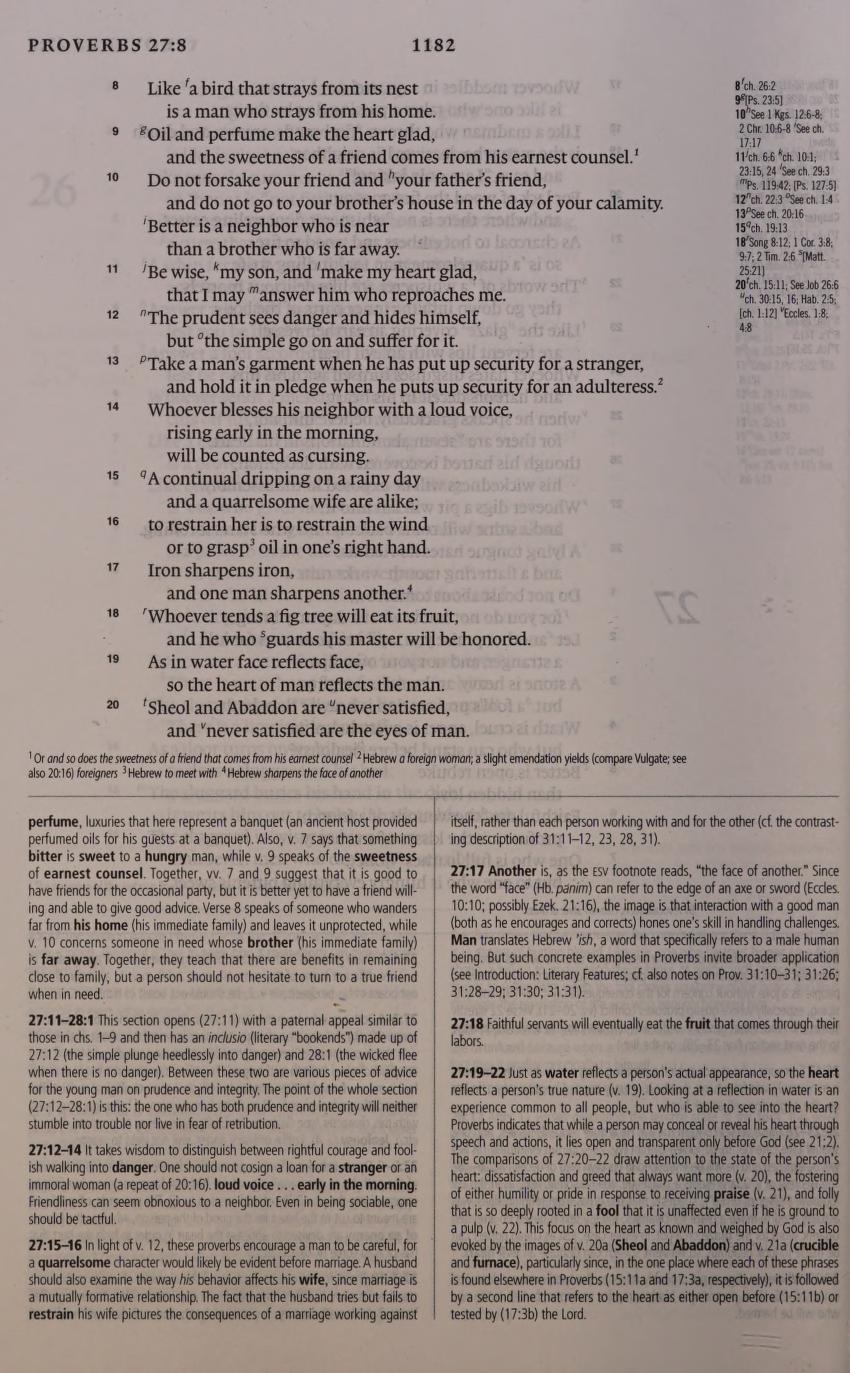 PROVERBS 27:8
1182
8 Like ᶠa bird that strays from its nest
is a man who strays from his home.
9 ᵍOil and perfume make the heart glad,
and the sweetness of a friend comes from his earnest counsel.¹
10 Do not forsake your friend and ʰyour father's friend,
and do not go to your brother's house in the day of your calamity.
ⁱBetter is a neighbor who is near
than a brother who is far away.
11 ʲBe wise, ᵏmy son, and ˡmake my heart glad,
that I may ᵐanswer him who reproaches me.
12 ⁿThe prudent sees danger and hides himself,
but ᵒthe simple go on and suffer for it.
13 ᵖTake a man's garment when he has put up security for a stranger,
and hold it in pledge when he puts up security for an adulteress.²
14 Whoever blesses his neighbor with a loud voice,
rising early in the morning,
will be counted as cursing.
15 qA continual dripping on a rainy day
and a quarrelsome wife are alike;
16 to restrain her is to restrain the wind
or to grasp³ oil in one's right hand.
17 Iron sharpens iron,
and one man sharpens another.⁴
18 ʳWhoever tends a fig tree will eat its fruit,
and he who ˢguards his master will be honored.
19 As in water face reflects face,
so the heart of man reflects the man.
20 ᵗSheol and Abaddon are ᵘnever satisfied,
and ᵛnever satisfied are the eyes of man.
8ᶠch. 26:2
9ᵍ[Ps. 23:5]
10ʰSee 1 Kgs. 12:6-8;
2 Chr. 10:6-8 ⁱSee ch.
17:17
11ʲch. 6:6 ᵏch. 10:1;
23:15, 24 ˡSee ch. 29:3
ᵐPs. 119:42; [Ps. 127:5]
12ⁿch. 22:3 ᵒSee ch. 1:4
13ᵖSee ch. 20:16
15qch. 19:13
18ʳSong 8:12; 1 Cor. 3:8;
9:7; 2 Tim. 2:6 ˢ[Matt.
25:21]
20ᵗch. 15:11; See Job 26:6
ᵘch. 30:15, 16; Hab. 2:5;
[ch. 1:12] ᵛEccles. 1:8;
4:8
¹ Or and so does the sweetness of a friend that comes from his earnest counsel ² Hebrew a foreign woman; a slight emendation yields (compare Vulgate; see
also 20:16) foreigners ³ Hebrew to meet with ⁴ Hebrew sharpens the face of another
perfume, luxuries that here represent a banquet (an ancient host provided
perfumed oils for his guests at a banquet). Also, v. 7 says that something
bitter is sweet to a hungry man, while v. 9 speaks of the sweetness
of earnest counsel. Together, vv. 7 and 9 suggest that it is good to
have friends for the occasional party, but it is better yet to have a friend will-
ing and able to give good advice. Verse 8 speaks of someone who wanders
far from his home (his immediate family) and leaves it unprotected, while
v. 10 concerns someone in need whose brother (his immediate family)
is far away. Together, they teach that there are benefits in remaining
close to family, but a person should not hesitate to turn to a true friend
when in need.
27:11–28:1 This section opens (27:11) with a paternal appeal similar to
those in chs. 1–9 and then has an inclusio (literary "bookends") made up of
27:12 (the simple plunge heedlessly into danger) and 28:1 (the wicked flee
when there is no danger). Between these two are various pieces of advice
for the young man on prudence and integrity. The point of the whole section
(27:12–28:1) is this: the one who has both prudence and integrity will neither
stumble into trouble nor live in fear of retribution.
27:12–14 It takes wisdom to distinguish between rightful courage and fool-
ish walking into danger. One should not cosign a loan for a stranger or an
immoral woman (a repeat of 20:16). loud voice . . . early in the morning.
Friendliness can seem obnoxious to a neighbor. Even in being sociable, one
should be tactful.
27:15–16 In light of v. 12, these proverbs encourage a man to be careful, for
a quarrelsome character would likely be evident before marriage. A husband
should also examine the way his behavior affects his wife, since marriage is
a mutually formative relationship. The fact that the husband tries but fails to
restrain his wife pictures the consequences of a marriage working against
itself, rather than each person working with and for the other (cf. the contrast-
ing description of 31:11–12, 23, 28, 31).
27:17 Another is, as the ESV footnote reads, "the face of another." Since
the word "face" (Hb. panim) can refer to the edge of an axe or sword (Eccles.
10:10; possibly Ezek. 21:16), the image is that interaction with a good man
(both as he encourages and corrects) hones one's skill in handling challenges.
Man translates Hebrew 'ish, a word that specifically refers to a male human
being. But such concrete examples in Proverbs invite broader application
(see Introduction: Literary Features; cf. also notes on Prov. 31:10–31; 31:26;
31:28–29; 31:30; 31:31).
27:18 Faithful servants will eventually eat the fruit that comes through their
labors.
27:19–22 Just as water reflects a person's actual appearance, so the heart
reflects a person's true nature (v. 19). Looking at a reflection in water is an
experience common to all people, but who is able to see into the heart?
Proverbs indicates that while a person may conceal or reveal his heart through
speech and actions, it lies open and transparent only before God (see 21:2).
The comparisons of 27:20–22 draw attention to the state of the person's
heart: dissatisfaction and greed that always want more (v. 20), the fostering
of either humility or pride in response to receiving praise (v. 21), and folly
that is so deeply rooted in a fool that it is unaffected even if he is ground to
a pulp (v. 22). This focus on the heart as known and weighed by God is also
evoked by the images of v. 20a (Sheol and Abaddon) and v. 21a (crucible
and furnace), particularly since, in the one place where each of these phrases
is found elsewhere in Proverbs (15:11a and 17:3a, respectively), it is followed
by a second line that refers to the heart as either open before (15:11b) or
tested by (17:3b) the Lord.